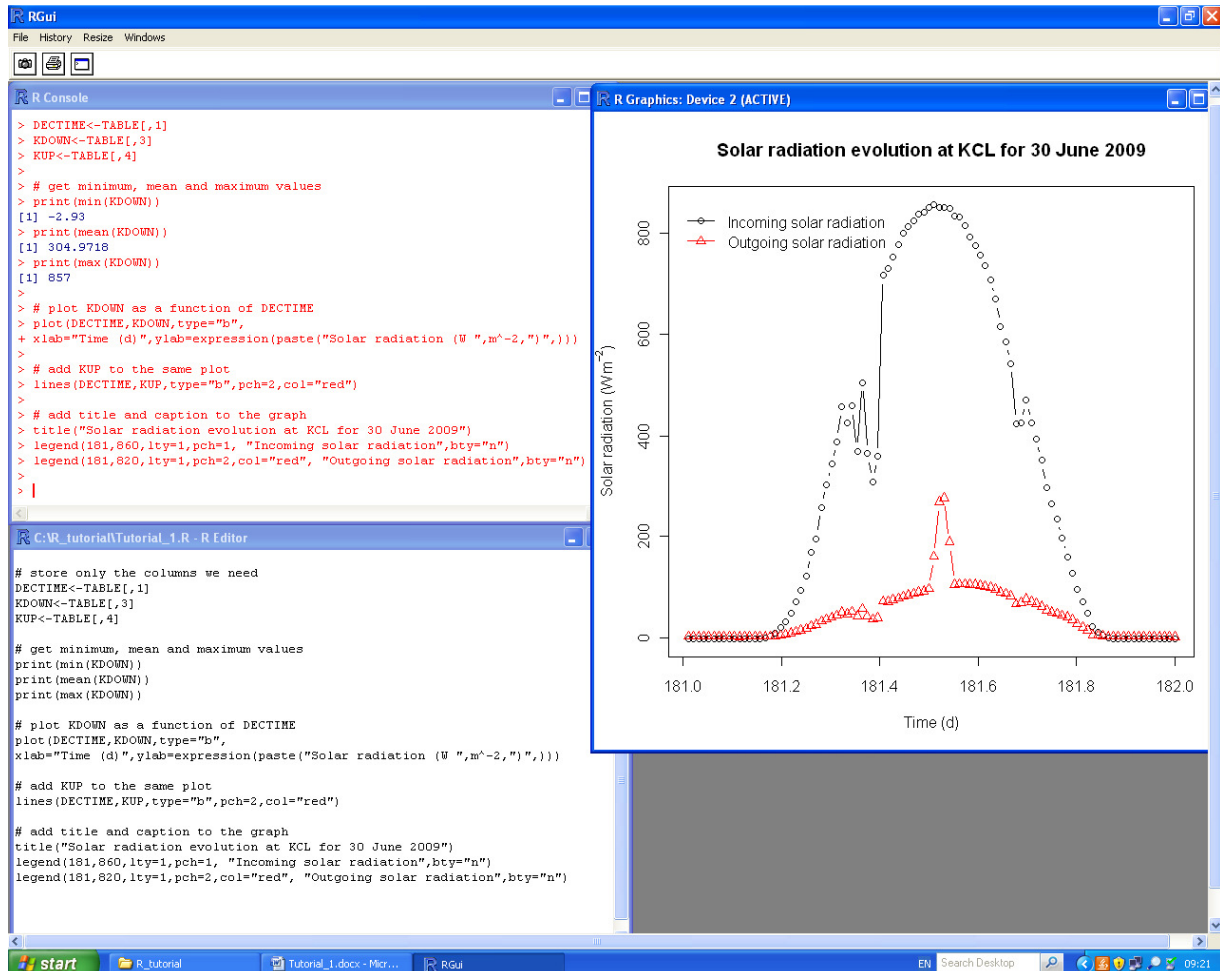 RGui
File History Resize Windows
R Console
> DECTIME<-TABLE[,1]
> KDOWN<-TABLE[,3]
> KUP<-TABLE[,4]
>
> # get minimum, mean and maximum values
> print(min(KDOWN))
[1] -2.93
> print(mean(KDOWN))
[1] 304.9718
> print(max(KDOWN))
[1] 857
>
> # plot KDOWN as a function of DECTIME
> plot(DECTIME,KDOWN,type="b",
+ xlab="Time (d)",ylab=expression(paste("Solar radiation (W ",m^-2,")",)))
>
> # add KUP to the same plot
> lines(DECTIME,KUP,type="b",pch=2,col="red")
>
> # add title and caption to the graph
> title("Solar radiation evolution at KCL for 30 June 2009")
> legend(181,860,lty=1,pch=1, "Incoming solar radiation",bty="n")
> legend(181,820,lty=1,pch=2,col="red", "Outgoing solar radiation",bty="n")
>
>
C:\R_tutorial\Tutorial_1.R - R Editor
# store only the columns we need
DECTIME<-TABLE[,1]
KDOWN<-TABLE[,3]
KUP<-TABLE[,4]
# get minimum, mean and maximum values
print(min(KDOWN))
print(mean(KDOWN))
print(max(KDOWN))
# plot KDOWN as a function of DECTIME
plot(DECTIME,KDOWN,type="b",
xlab="Time (d)",ylab=expression(paste("Solar radiation (W ",m^-2,")",)))
# add KUP to the same plot
lines(DECTIME,KUP,type="b",pch=2,col="red")
# add title and caption to the graph
title("Solar radiation evolution at KCL for 30 June 2009")
legend(181,860,lty=1,pch=1, "Incoming solar radiation",bty="n")
legend(181,820,lty=1,pch=2,col="red", "Outgoing solar radiation",bty="n")
R Graphics: Device 2 (ACTIVE)
Solar radiation evolution at KCL for 30 June 2009
Incoming solar radiation
Outgoing solar radiation
Solar radiation (Wm⁻²)
800
600
400
200
0
181.0 181.2 181.4 181.6 181.8 182.0
Time (d)
start R_tutorial Tutorial_1.docx - Micr... RGui EN Search Desktop 09:21